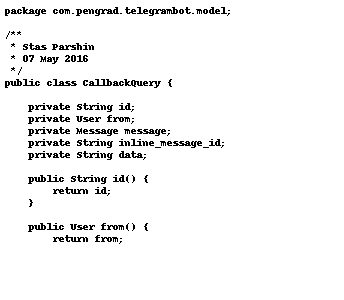 package com.pengrad.telegrambot.model;

/**
 * Stas Parshin
 * 07 May 2016
 */
public class CallbackQuery {

    private String id;
    private User from;
    private Message message;
    private String inline_message_id;
    private String data;

    public String id() {
        return id;
    }

    public User from() {
        return from;